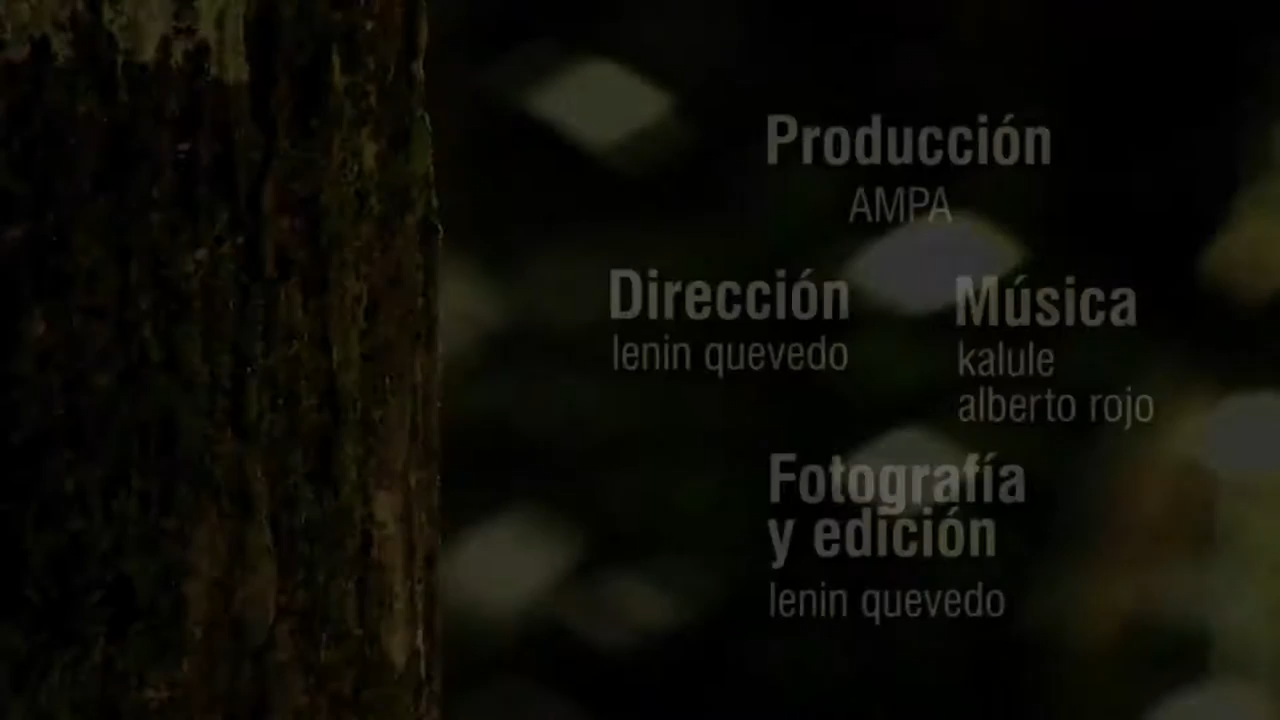 Producción
AMPA
Dirección
lenin quevedo
Música
kalule
alberto rojo
Fotografía
y edición
lenin quevedo